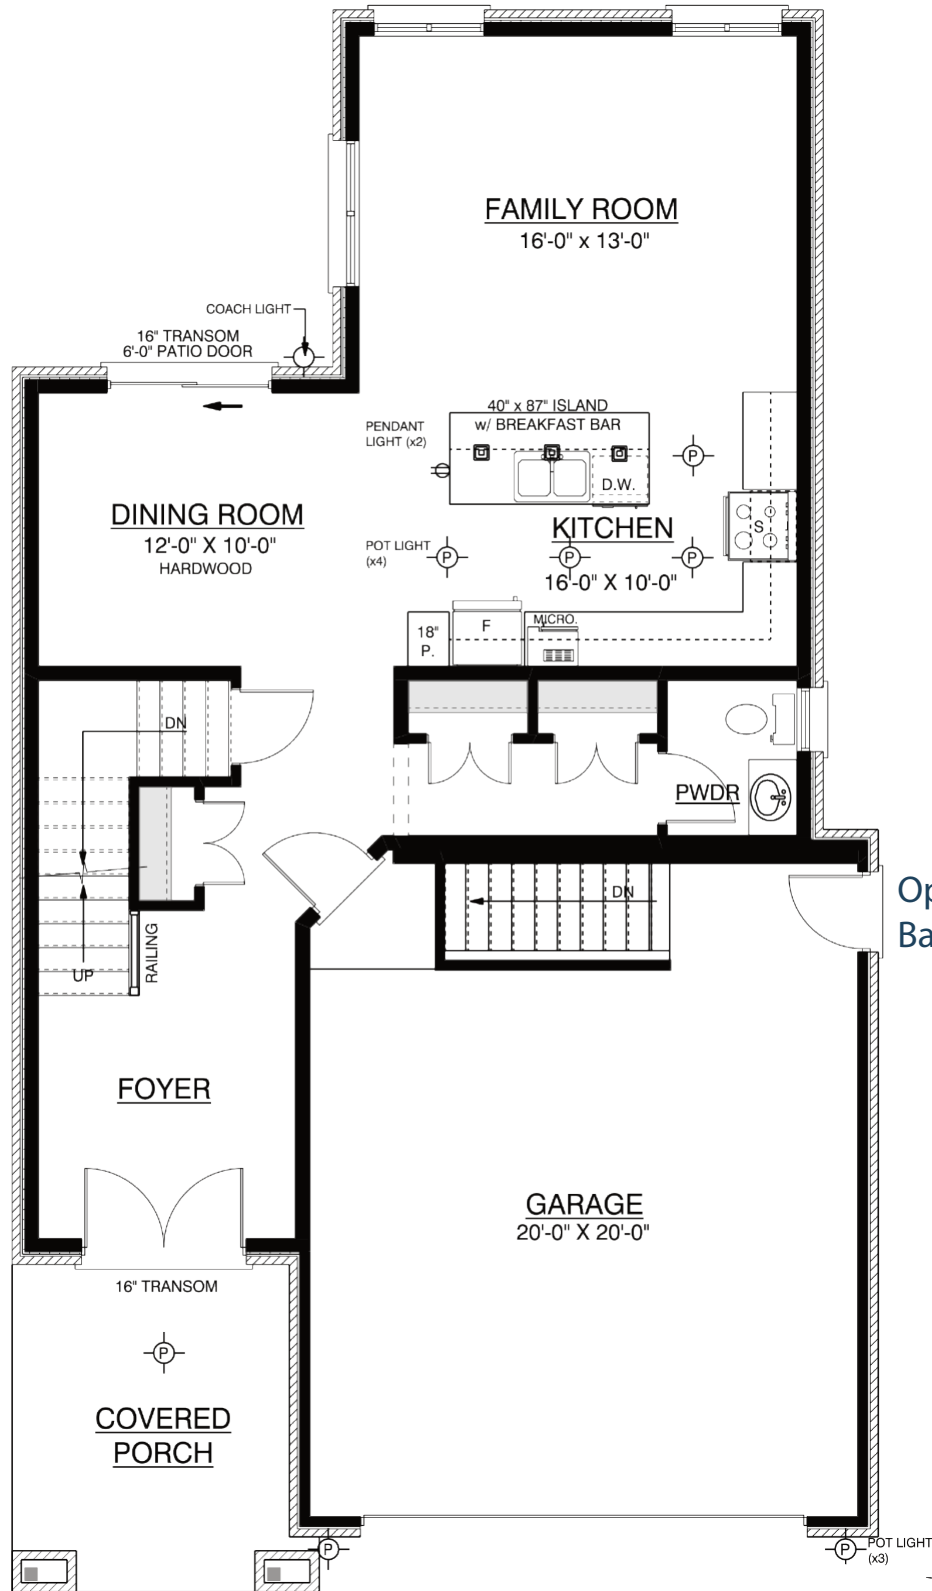 FAMILY ROOM
16'-0" x 13'-0"
COACH LIGHT
16" TRANSOM
6'-0" PATIO DOOR
40" x 87" ISLAND
w/ BREAKFAST BAR
PENDANT
LIGHT (x2)
P
D.W.
DINING ROOM
12'-0" X 10'-0"
HARDWOOD
KITCHEN
S
POT LIGHT
(x4)
P
P
P
16'-0" X 10'-0"
18"
P.
F
MICRO.
DN
PWDR
DN
Op
Ba
RAILING
UP
FOYER
GARAGE
20'-0" X 20'-0"
16" TRANSOM
P
COVERED
PORCH
P
P
POT LIGHT
(x3)